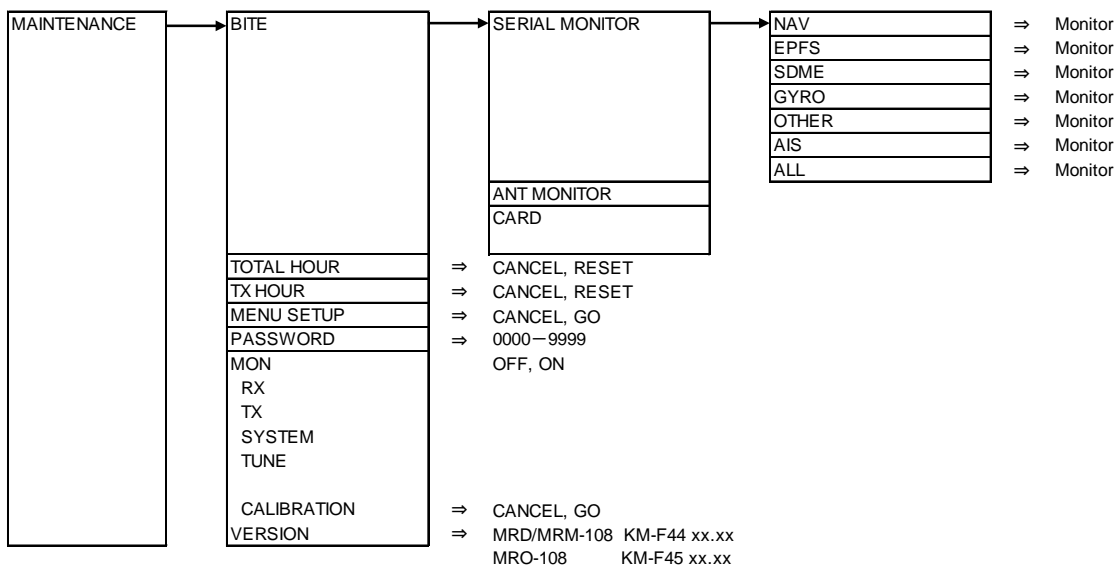 MAINTENANCE BITE SERIAL MONITOR NAV ⇒ Monitor
EPFS ⇒ Monitor
SDME ⇒ Monitor
GYRO ⇒ Monitor
OTHER ⇒ Monitor
AIS ⇒ Monitor
ALL ⇒ Monitor
ANT MONITOR
CARD
TOTAL HOUR ⇒ CANCEL, RESET
TX HOUR ⇒ CANCEL, RESET
MENU SETUP ⇒ CANCEL, GO
PASSWORD ⇒ 0000－9999
MON OFF, ON
RX
TX
SYSTEM
TUNE
CALIBRATION ⇒ CANCEL, GO
VERSION ⇒ MRD/MRM-108 KM-F44 xx.xx
MRO-108 KM-F45 xx.xx